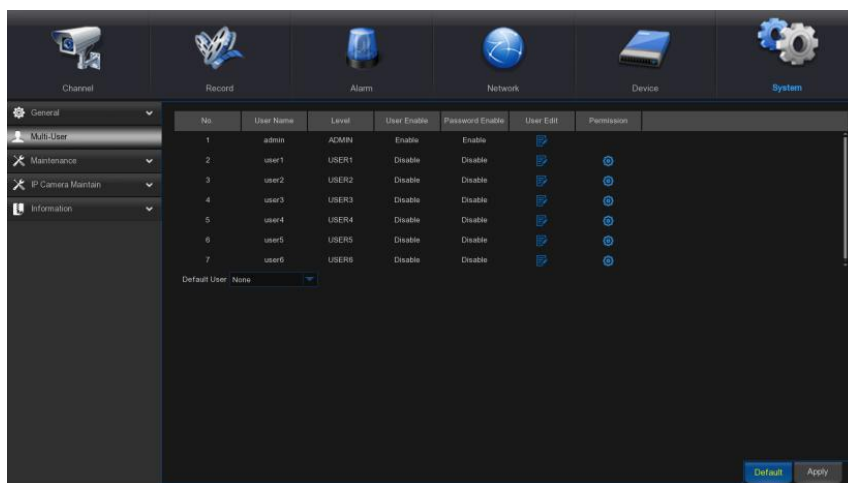 Channel Record Alarm Network Device System
General
Multi-User
Maintenance
IP Camera Maintain
Information
No. User Name Level User Enable Password Enable User Edit Permission
1 admin ADMIN Enable Enable
2 user1 USER1 Disable Disable
3 user2 USER2 Disable Disable
4 user3 USER3 Disable Disable
5 user4 USER4 Disable Disable
6 user5 USER5 Disable Disable
7 user6 USER6 Disable Disable
Default User None
Default Apply